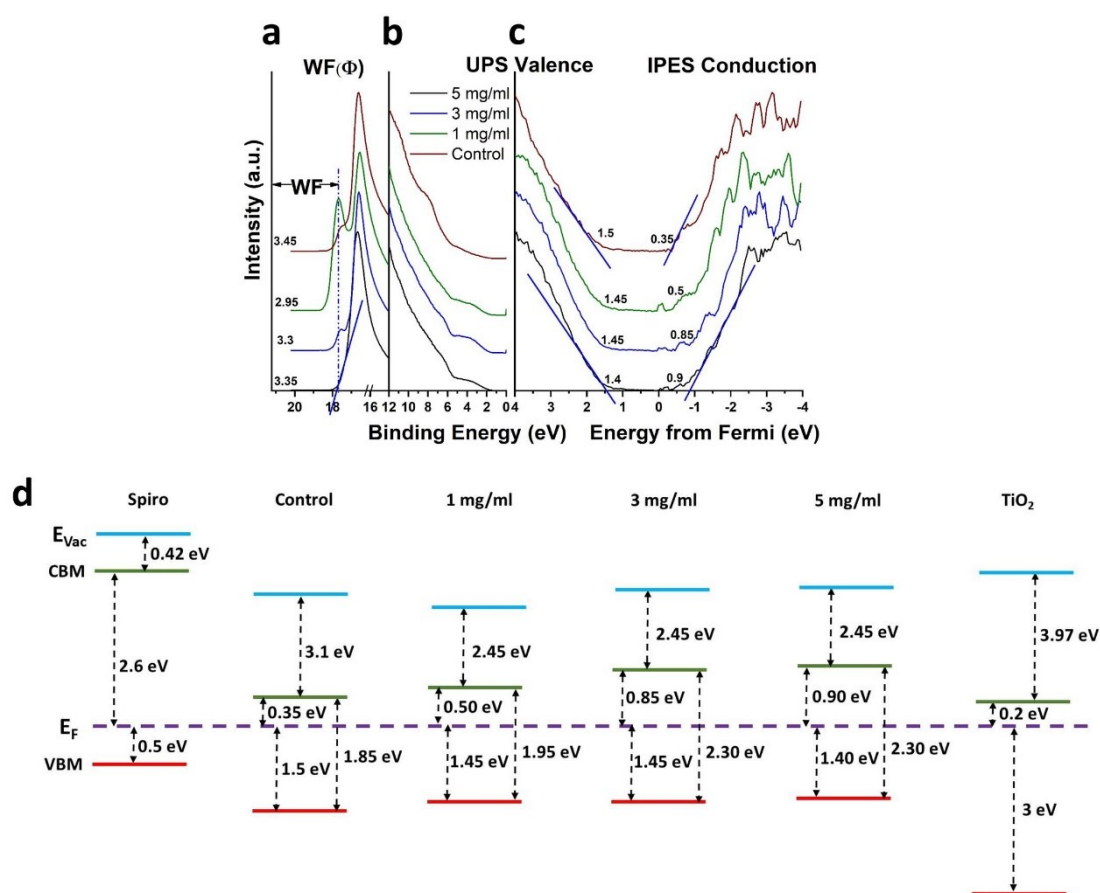 a
b
c
WF(Φ)
UPS Valence
IPES Conduction
5 mg/ml
3 mg/ml
1 mg/ml
Control
Intensity (a.u.)
WF
3.45
2.95
3.3
3.35
1.5
0.35
1.45
0.5
1.45
0.85
1.4
0.9
20 18 16 12 10 8 6 4 2 0
4 3 2 1 0 -1 -2 -3 -4
Binding Energy (eV)
Energy from Fermi (eV)
d
Spiro
Control
1 mg/ml
3 mg/ml
5 mg/ml
TiO₂
E_Vac
0.42 eV
CBM
2.6 eV
3.1 eV
2.45 eV
2.45 eV
2.45 eV
3.97 eV
0.35 eV
0.50 eV
0.85 eV
0.90 eV
0.2 eV
E_F
0.5 eV
VBM
1.5 eV
1.85 eV
1.45 eV
1.95 eV
1.45 eV
2.30 eV
1.40 eV
2.30 eV
3 eV